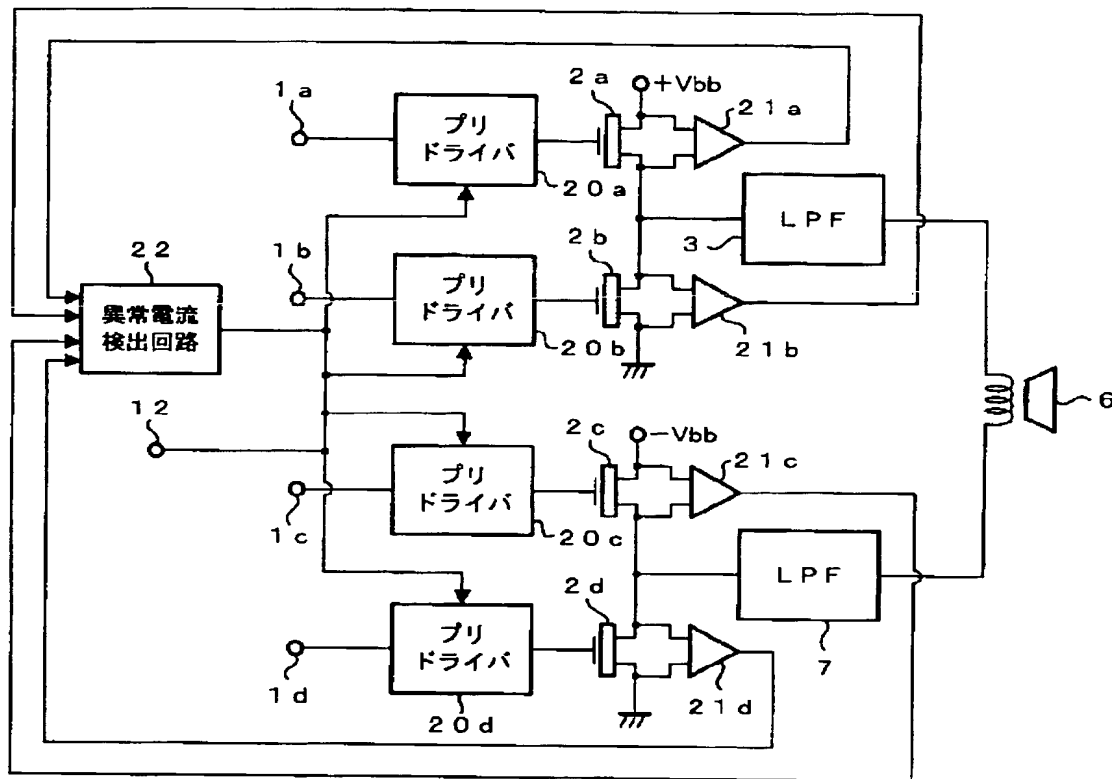 2a
+Vbb
21a
1a
プリ
ドライバ
20a
LPF
3
22
1b
2b
異常電流
検出回路
プリ
ドライバ
20b
21b
6
12
2c
-Vbb
21c
プリ
ドライバ
1c
20c
LPF
7
2d
プリ
ドライバ
1d
20d
21d